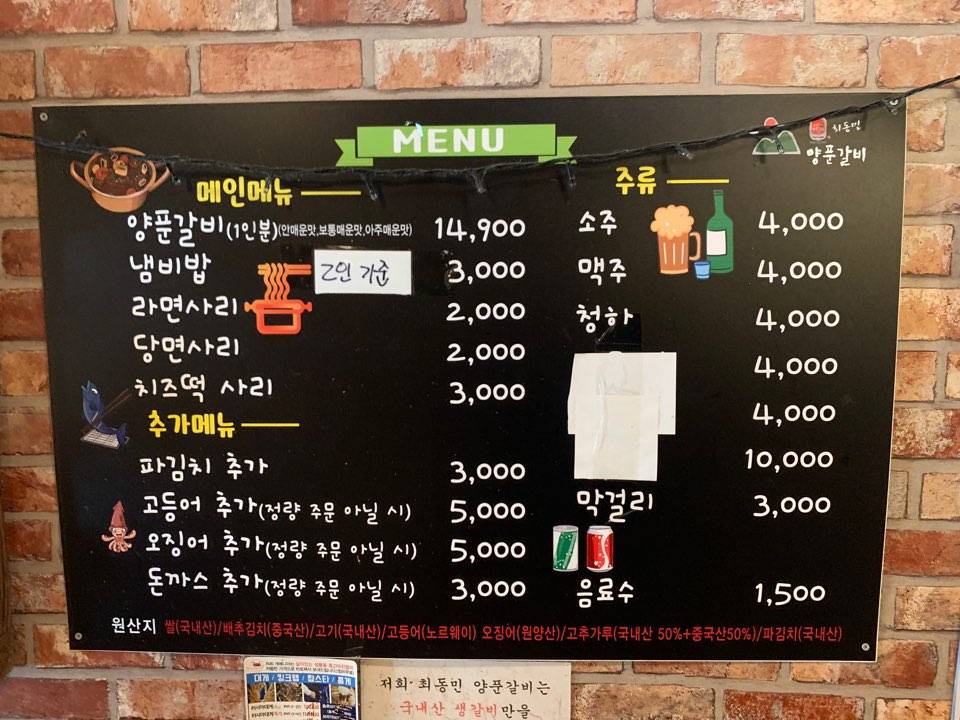 MENU
최동민
양푼갈비
메인메뉴
양푼갈비(1인분)(안매운맛,보통매운맛,아주매운맛) 14,900
냄비밥 2인 기준 3,000
라면사리 2,000
당면사리 2,000
치즈떡 사리 3,000
추가메뉴
파김치 추가 3,000
고등어 추가(정량 주문 아닐 시) 5,000
오징어 추가(정량 주문 아닐 시) 5,000
돈까스 추가(정량 주문 아닐 시) 3,000
주류
소주 4,000
맥주 4,000
청하 4,000
4,000
4,000
10,000
막걸리 3,000
음료수 1,500
원산지 쌀(국내산)/배추김치(중국산)/고기(국내산)/고등어(노르웨이) 오징어(원양산)/고추가루(국내산 50%+중국산50%)/파김치(국내산)
대게/킹크랩/랍스타/홍게
저희 최동민 양푼갈비는
국내산 생갈비만을